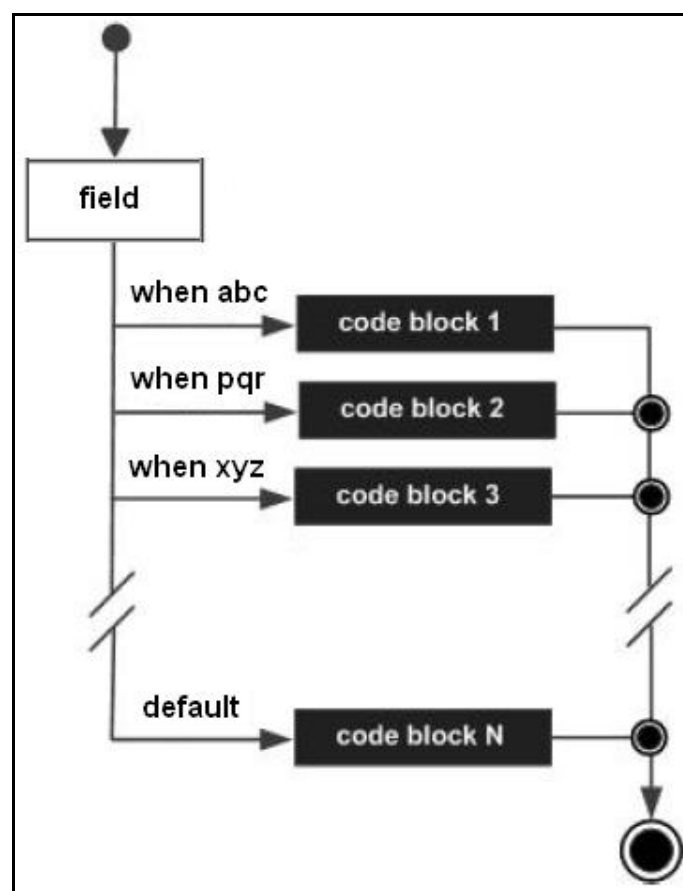 field
when abc
code block 1
when pqr
code block 2
when xyz
code block 3
default
code block N